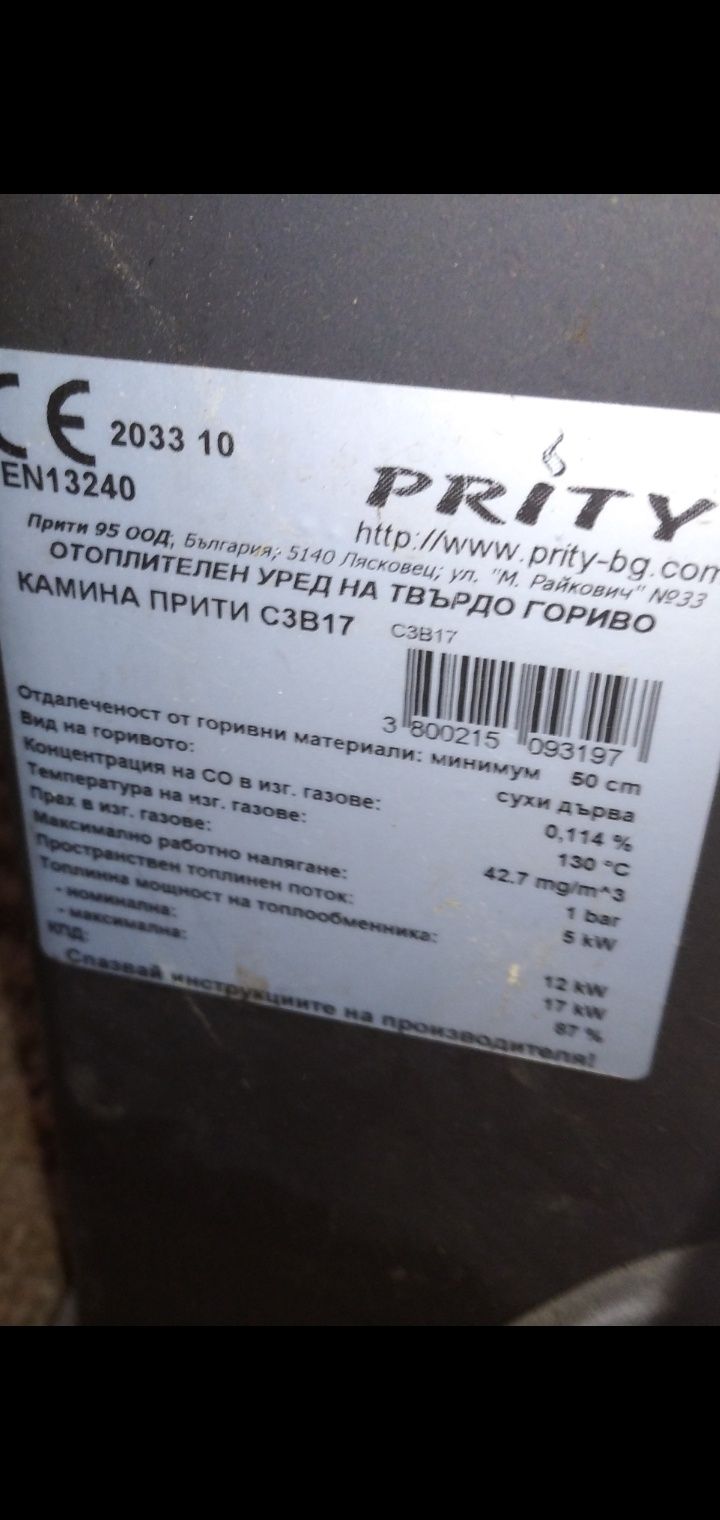 CE 2033 10
EN13240
PRITY
http://www.prity-bg.com
Прити 95 ООД, България; 5140 Лясковец; ул. "М. Райкович" №33
ОТОПЛИТЕЛЕН УРЕД НА ТВЪРДО ГОРИВО
КАМИНА ПРИТИ С3В17
С3В17
3 800215 093197
Отдалеченост от горивни материали: минимум 50 cm
Вид на горивото: сухи дърва
Концентрация на СО в изг. газове: 0,114 %
Температура на изг. газове: 130 °C
Прах в изг. газове: 42.7 mg/m^3
Максимално работно налягане: 1 bar
Пространствен топлинен поток: 5 kW
Топлинна мощност на топлообменника:
- номинална: 12 kW
- максимална: 17 kW
КПД: 87 %
Спазвай инструкциите на производителя!